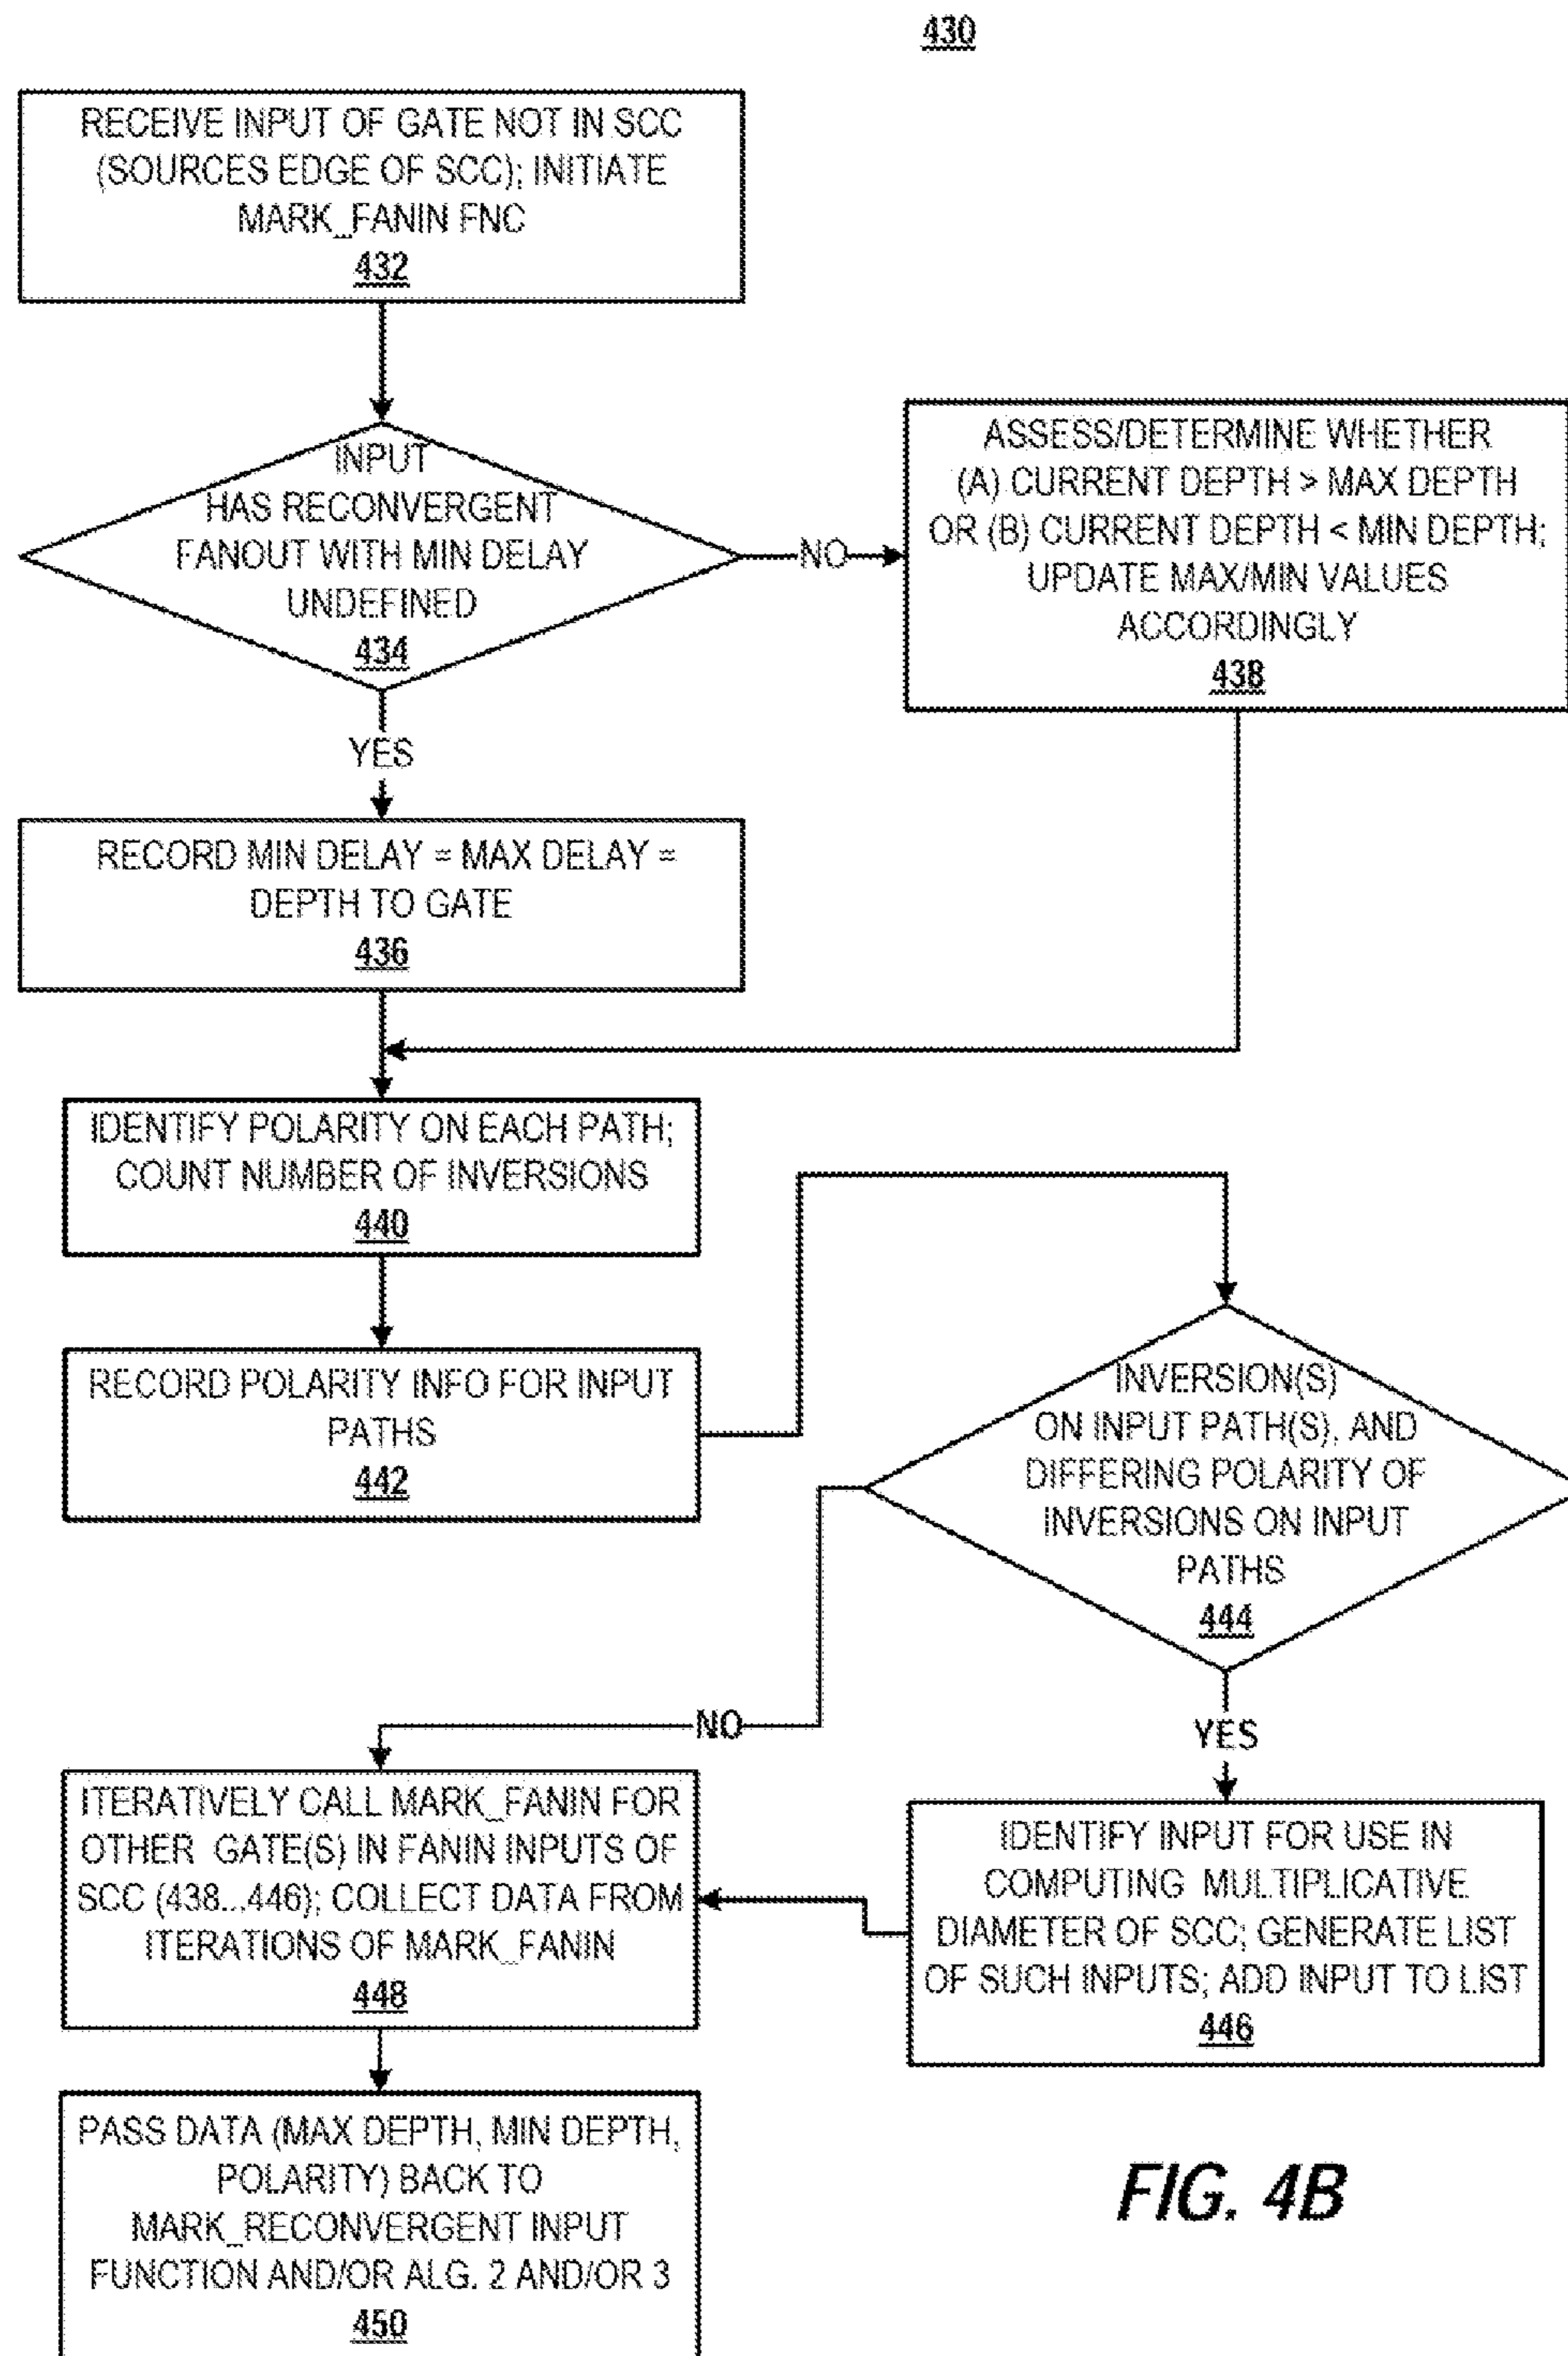 430
RECEIVE INPUT OF GATE NOT IN SCC
(SOURCES EDGE OF SCC); INITIATE
MARK_FANIN FNC
432
INPUT
HAS RECONVERGENT
FANOUT WITH MIN DELAY
UNDEFINED
434
NO
ASSESS/DETERMINE WHETHER
(A) CURRENT DEPTH > MAX DEPTH
OR (B) CURRENT DEPTH < MIN DEPTH;
UPDATE MAX/MIN VALUES
ACCORDINGLY
438
YES
RECORD MIN DELAY = MAX DELAY =
DEPTH TO GATE
436
IDENTIFY POLARITY ON EACH PATH;
COUNT NUMBER OF INVERSIONS
440
RECORD POLARITY INFO FOR INPUT
PATHS
442
INVERSION(S)
ON INPUT PATH(S), AND
DIFFERING POLARITY OF
INVERSIONS ON INPUT
PATHS
444
NO
YES
ITERATIVELY CALL MARK_FANIN FOR
OTHER GATE(S) IN FANIN INPUTS OF
SCC (438...446); COLLECT DATA FROM
ITERATIONS OF MARK_FANIN
448
IDENTIFY INPUT FOR USE IN
COMPUTING MULTIPLICATIVE
DIAMETER OF SCC; GENERATE LIST
OF SUCH INPUTS; ADD INPUT TO LIST
446
PASS DATA (MAX DEPTH, MIN DEPTH,
POLARITY) BACK TO
MARK_RECONVERGENT INPUT
FUNCTION AND/OR ALG. 2 AND/OR 3
450
FIG. 4B